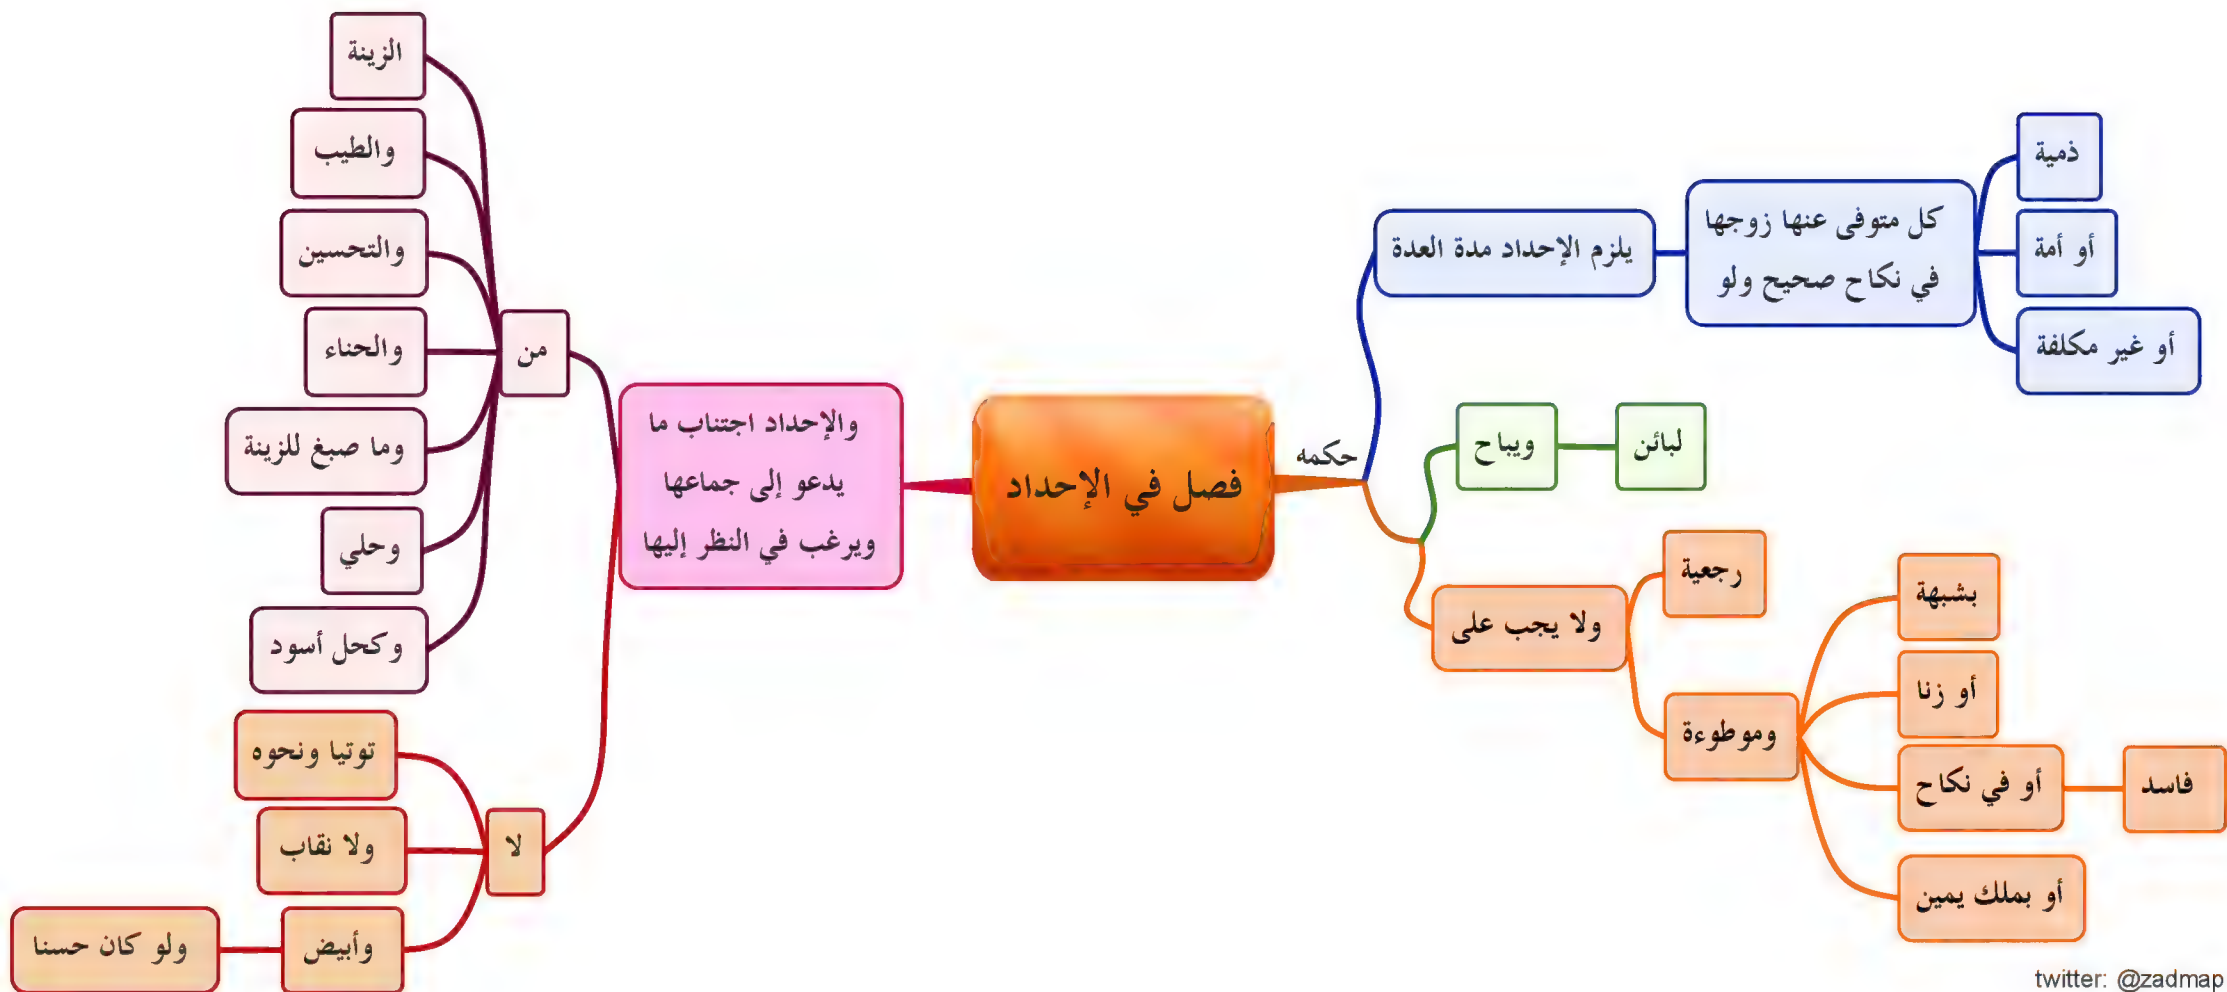 فصل في الإحداد
حكمه
يلزم الإحداد مدة العدة
كل متوفى عنها زوجها
في نكاح صحيح ولو
ذمية
أو أمة
أو غير مكلفة
ويباح
لبائن
ولا يجب على
رجعية
وموطوءة
بشبهة
أو زنا
أو في نكاح
فاسد
أو بملك يمين
والإحداد اجتناب ما
يدعو إلى جماعها
ويرغب في النظر إليها
من
الزينة
والطيب
والتحسين
والحناء
وما صبغ للزينة
وحلي
وكحل أسود
لا
توتيا ونحوه
ولا نقاب
وأبيض
ولو كان حسنا
twitter: @zadmap